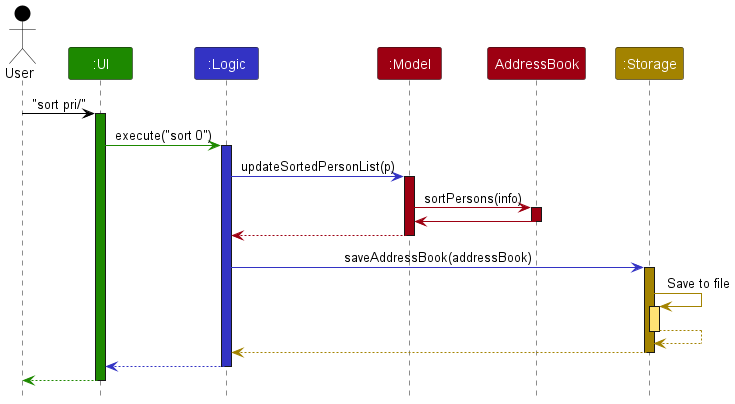 User
:UI
:Logic
:Model
AddressBook
:Storage
"sort pri/"
execute("sort 0")
updateSortedPersonList(p)
sortPersons(info)
saveAddressBook(addressBook)
Save to file